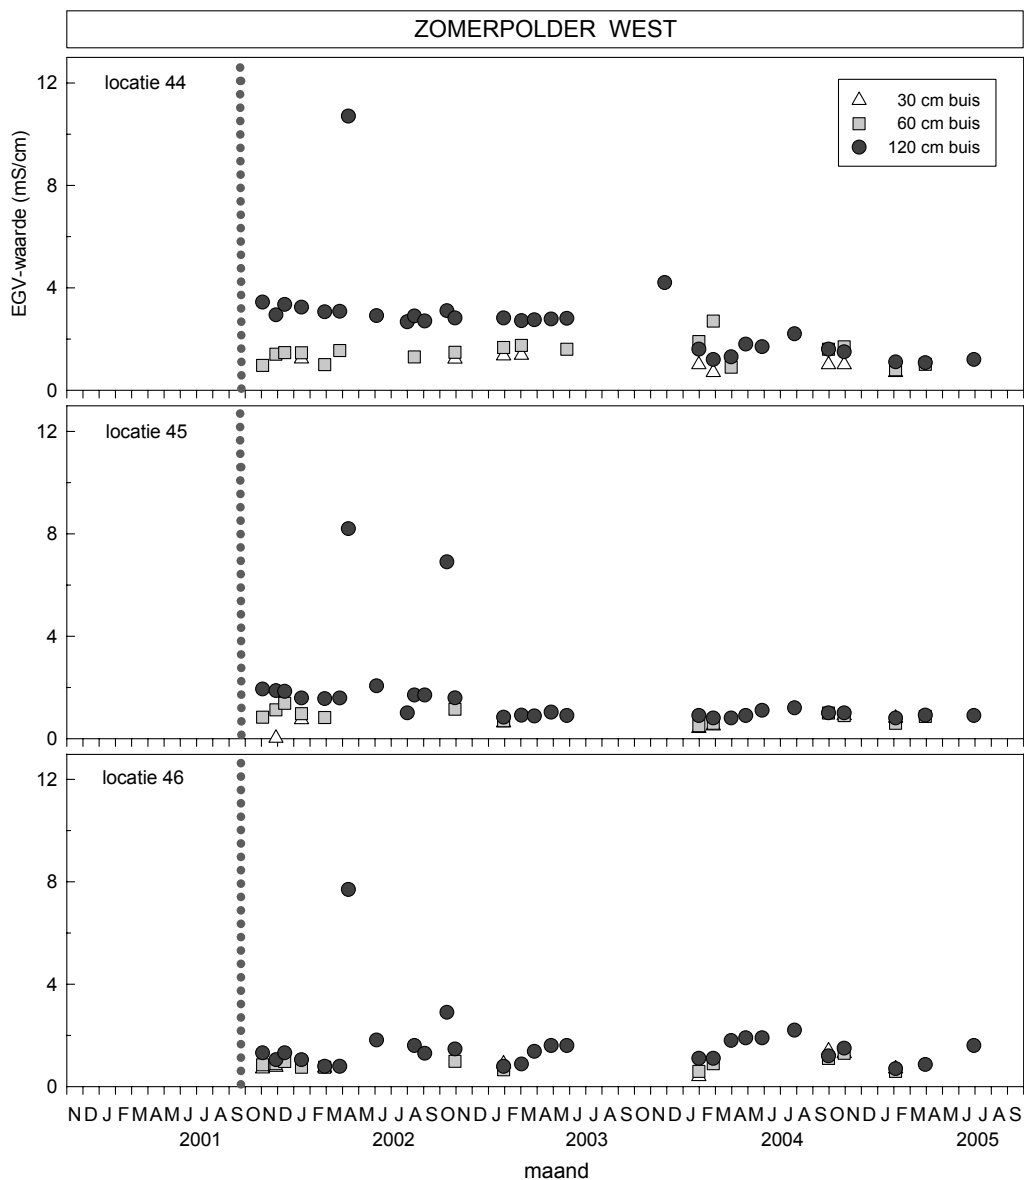 ZOMERPOLDER WEST
locatie 44
30 cm buis
60 cm buis
120 cm buis
EGV-waarde (mS/cm)
12
8
4
0
locatie 45
12
8
4
0
locatie 46
12
8
4
0
N D J F M A M J J A S O N D J F M A M J J A S O N D J F M A M J J A S O N D J F M A M J J A S O N D J F M A M J J A S
2001 2002 2003 2004 2005
maand